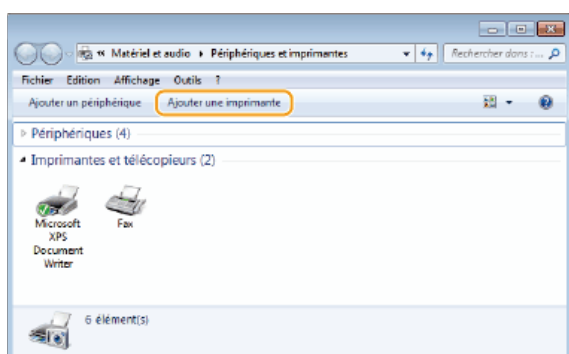 « Matériel et audio ▸ Périphériques et imprimantes Rechercher dans : ...
Fichier Edition Affichage Outils ?
Ajouter un périphérique Ajouter une imprimante
Périphériques (4)
Imprimantes et télécopieurs (2)
Microsoft XPS Document Writer
Fax
6 élément(s)